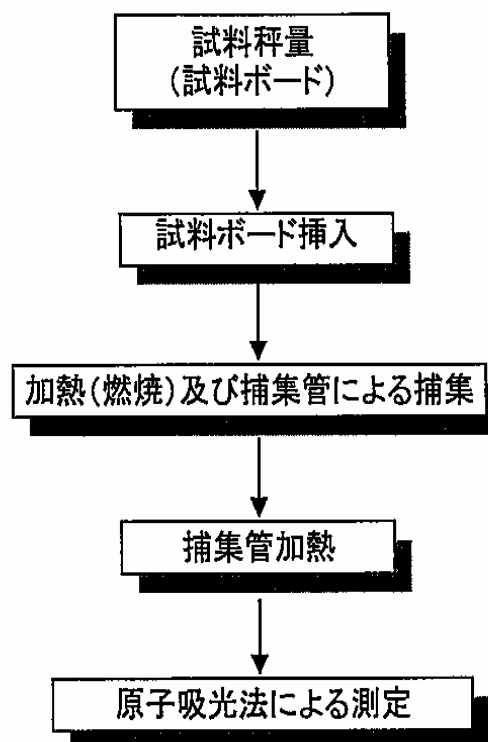 試料秤量
(試料ボード)
試料ボード挿入
加熱(燃焼)及び捕集管による捕集
捕集管加熱
原子吸光法による測定